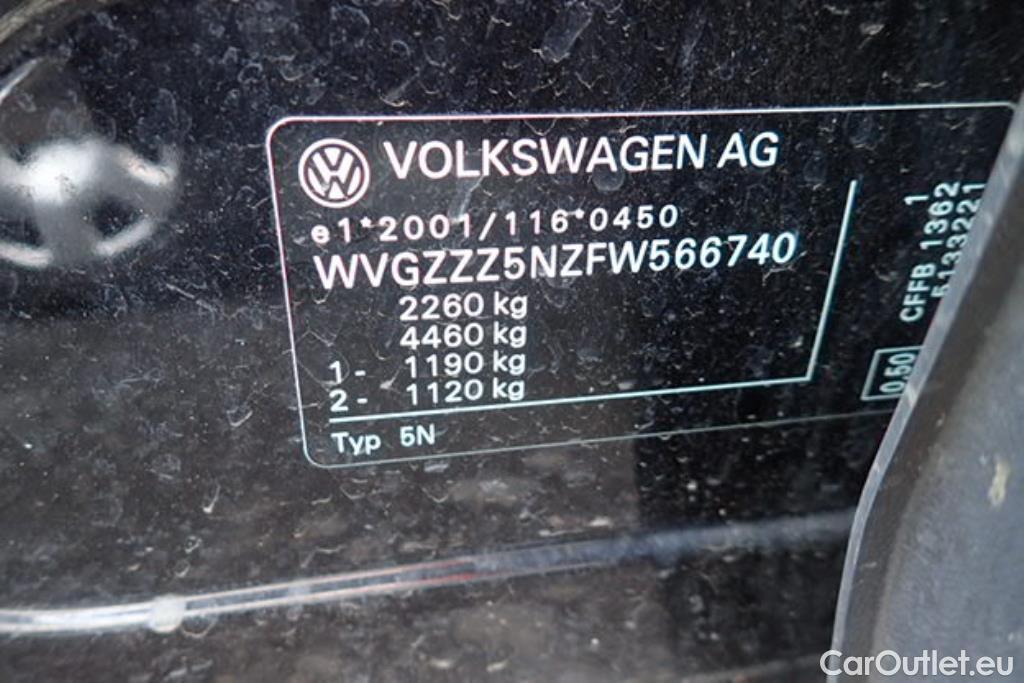 VOLKSWAGEN AG
e1*2001/116*0450
WVGZZZ5NZFW566740
2260 kg
4460 kg
1- 1190 kg
2- 1120 kg
Typ 5N
1
CFFB 1362
5133221
0,50
CarOutlet.eu